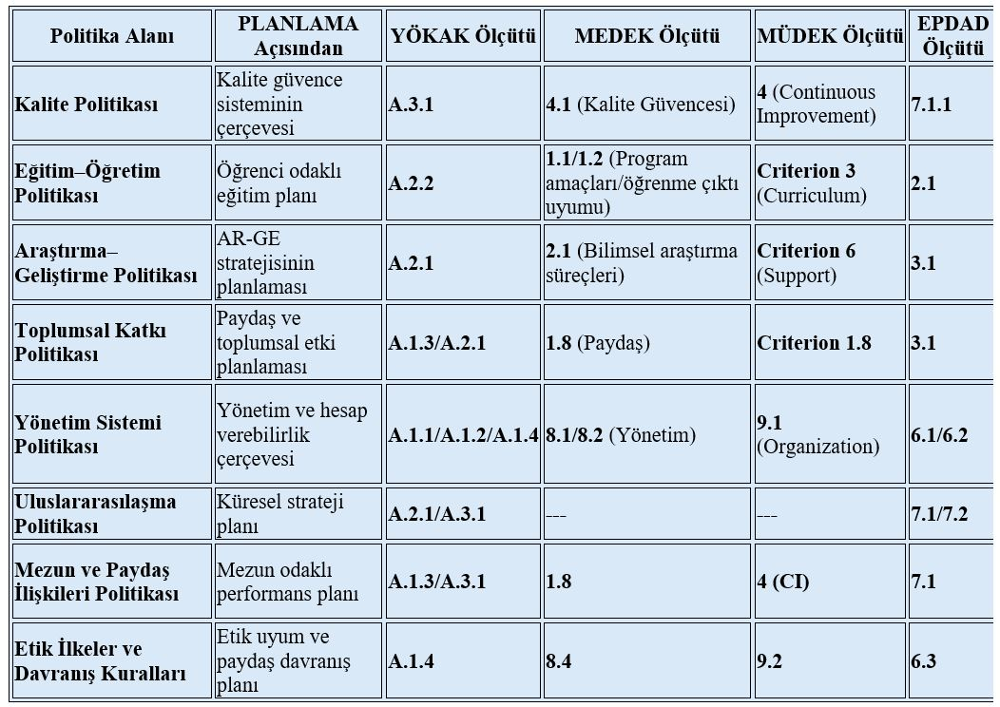 Politika Alanı
PLANLAMA
Açısından
YÖKAK Ölçütü
MEDEK Ölçütü
MÜDEK Ölçütü
EPDAD
Ölçütü
Kalite Politikası
Kalite güvence
sisteminin
çerçevesi
A.3.1
4.1 (Kalite Güvencesi)
4 (Continuous
Improvement)
7.1.1
Eğitim–Öğretim
Politikası
Öğrenci odaklı
eğitim planı
A.2.2
1.1/1.2 (Program
amaçları/öğrenme çıktı
uyumu)
Criterion 3
(Curriculum)
2.1
Araştırma–
Geliştirme Politikası
AR-GE
stratejisinin
planlaması
A.2.1
2.1 (Bilimsel araştırma
süreçleri)
Criterion 6
(Support)
3.1
Toplumsal Katkı
Politikası
Paydaş ve
toplumsal etki
planlaması
A.1.3/A.2.1
1.8 (Paydaş)
Criterion 1.8
3.1
Yönetim Sistemi
Politikası
Yönetim ve hesap
verebilirlik
çerçevesi
A.1.1/A.1.2/A.1.4
8.1/8.2 (Yönetim)
9.1
(Organization)
6.1/6.2
Uluslararasılaşma
Politikası
Küresel strateji
planı
A.2.1/A.3.1
---
---
7.1/7.2
Mezun ve Paydaş
İlişkileri Politikası
Mezun odaklı
performans planı
A.1.3/A.3.1
1.8
4 (CI)
7.1
Etik İlkeler ve
Davranış Kuralları
Etik uyum ve
paydaş davranış
planı
A.1.4
8.4
9.2
6.3